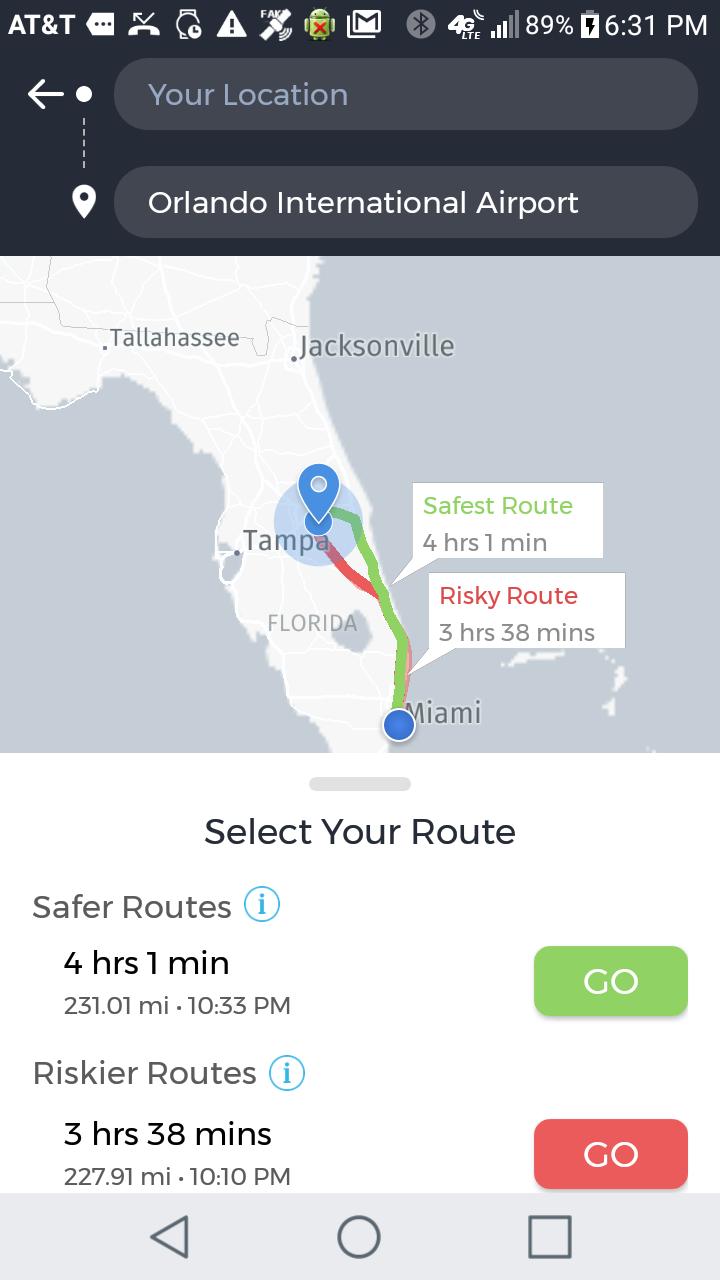 AT&T FAKE 4G LTE 89% 6:31 PM
Your Location
Orlando International Airport
Tallahassee
Jacksonville
Safest Route
4 hrs 1 min
Tampa
Risky Route
3 hrs 38 mins
FLORIDA
Miami
Select Your Route
Safer Routes i
4 hrs 1 min
GO
231.01 mi • 10:33 PM
Riskier Routes i
3 hrs 38 mins
GO
227.91 mi • 10:10 PM